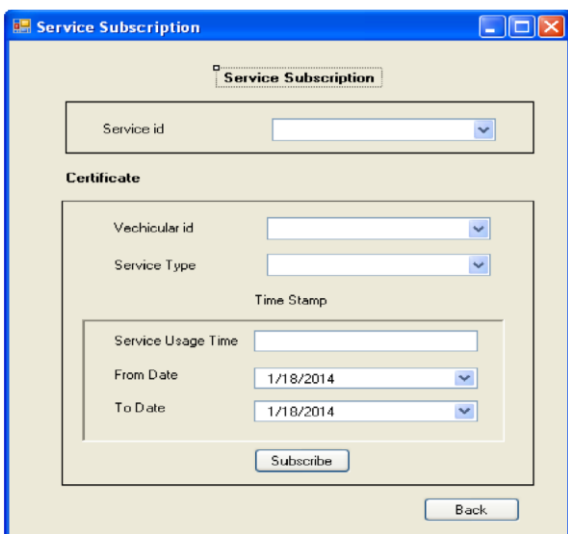 Service Subscription
Service Subscription
Service id
Certificate
Vechicular id
Service Type
Time Stamp
Service Usage Time
From Date 1/18/2014
To Date 1/18/2014
Subscribe
Back